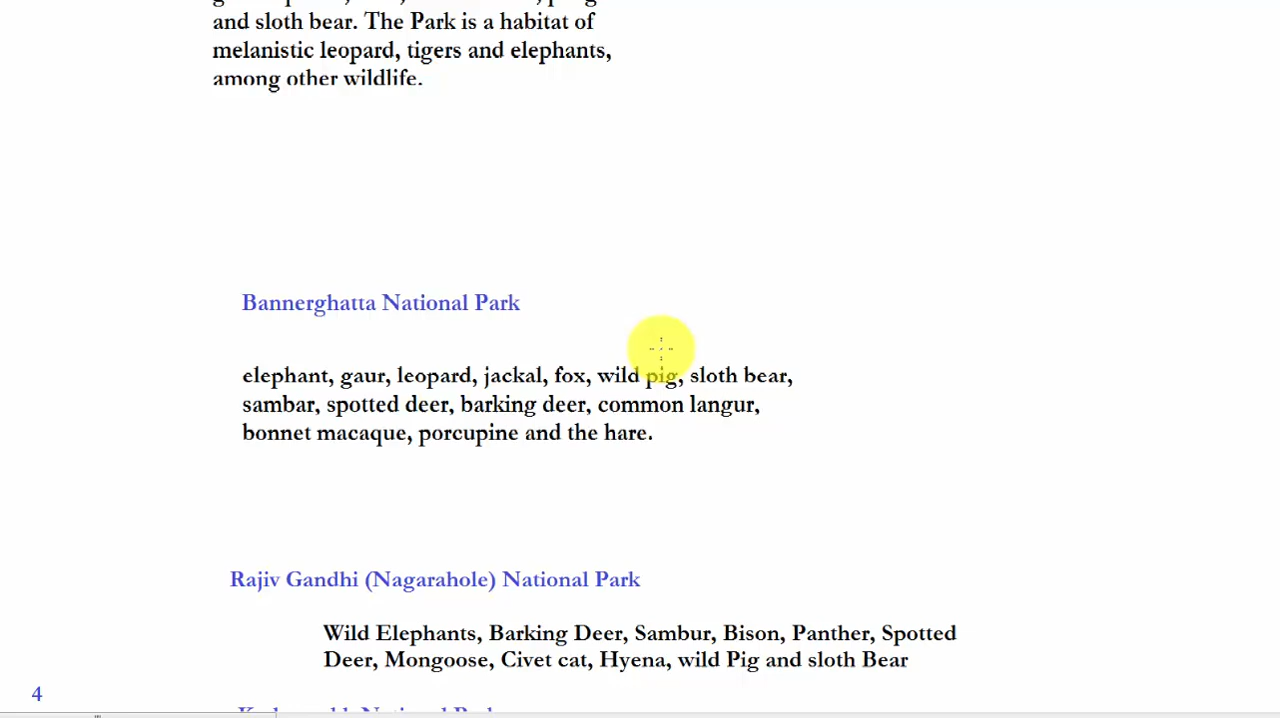 and sloth bear. The Park is a habitat of
melanistic leopard, tigers and elephants,
among other wildlife.
Bannerghatta National Park
elephant, gaur, leopard, jackal, fox, wild pig, sloth bear,
sambar, spotted deer, barking deer, common langur,
bonnet macaque, porcupine and the hare.
Rajiv Gandhi (Nagarahole) National Park
Wild Elephants, Barking Deer, Sambur, Bison, Panther, Spotted
Deer, Mongoose, Civet cat, Hyena, wild Pig and sloth Bear
4
National Park